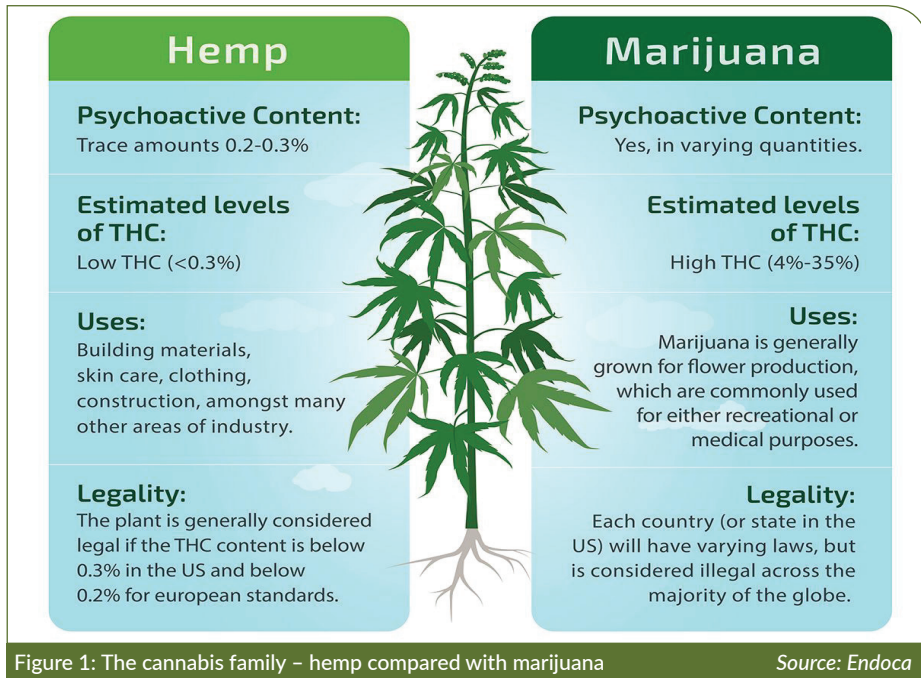 Hemp
Psychoactive Content:
Trace amounts 0.2-0.3%
Estimated levels
of THC:
Low THC (<0.3%)
Uses:
Building materials,
skin care, clothing,
construction, amongst many
other areas of industry.
Legality:
The plant is generally considered
legal if the THC content is below
0.3% in the US and below
0.2% for european standards.
Marijuana
Psychoactive Content:
Yes, in varying quantities.
Estimated levels
of THC:
High THC (4%-35%)
Uses:
Marijuana is generally
grown for flower production,
which are commonly used
for either recreational or
medical purposes.
Legality:
Each country (or state in the
US) will have varying laws, but
is considered illegal across the
majority of the globe.
Figure 1: The cannabis family – hemp compared with marijuana
Source: Endoca